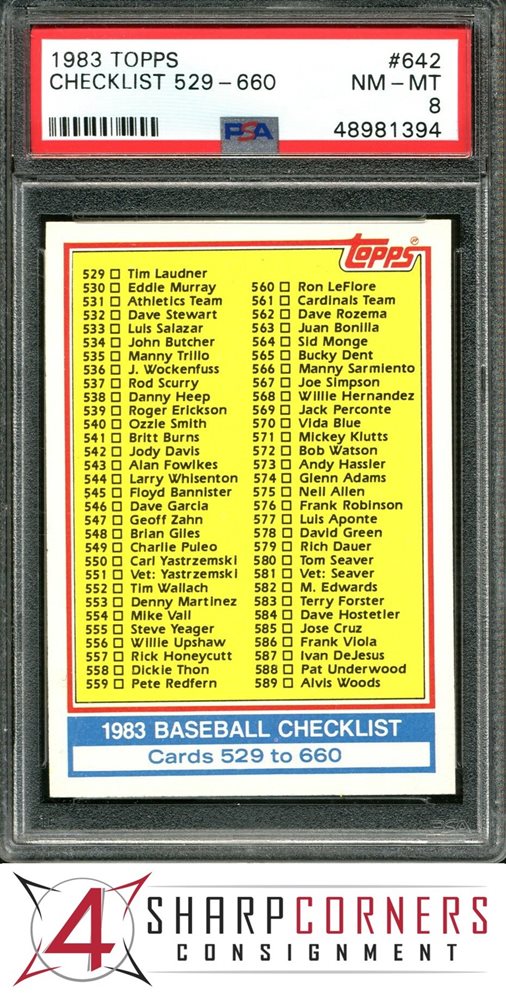 1983 TOPPS #642
CHECKLIST 529-660 NM-MT
8
PSA 48981394
Topps
529 Tim Laudner
530 Eddie Murray
531 Athletics Team
532 Dave Stewart
533 Luis Salazar
534 John Butcher
535 Manny Trillo
536 J. Wockenfuss
537 Rod Scurry
538 Danny Heep
539 Roger Erickson
540 Ozzie Smith
541 Britt Burns
542 Jody Davis
543 Alan Fowlkes
544 Larry Whisenton
545 Floyd Bannister
546 Dave Garcia
547 Geoff Zahn
548 Brian Giles
549 Charlie Puleo
550 Carl Yastrzemski
551 Vet: Yastrzemski
552 Tim Wallach
553 Denny Martinez
554 Mike Vail
555 Steve Yeager
556 Willie Upshaw
557 Rick Honeycutt
558 Dickie Thon
559 Pete Redfern
560 Ron LeFlore
561 Cardinals Team
562 Dave Rozema
563 Juan Bonilla
564 Sid Monge
565 Bucky Dent
566 Manny Sarmiento
567 Joe Simpson
568 Willie Hernandez
569 Jack Perconte
570 Vida Blue
571 Mickey Klutts
572 Bob Watson
573 Andy Hassler
574 Glenn Adams
575 Neil Allen
576 Frank Robinson
577 Luis Aponte
578 David Green
579 Rich Dauer
580 Tom Seaver
581 Vet: Seaver
582 M. Edwards
583 Terry Forster
584 Dave Hostetler
585 Jose Cruz
586 Frank Viola
587 Ivan DeJesus
588 Pat Underwood
589 Alvis Woods
1983 BASEBALL CHECKLIST
Cards 529 to 660
4 SHARPCORNERS
CONSIGNMENT